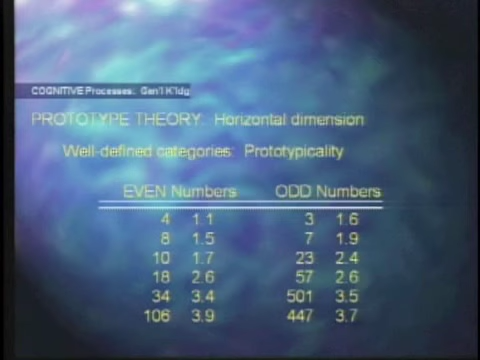 COGNITIVE Processes: Gen'l K'ldg
PROTOTYPE THEORY: Horizontal dimension
Well-defined categories: Prototypicality
EVEN Numbers ODD Numbers
4 1.1 3 1.6
8 1.5 7 1.9
10 1.7 23 2.4
18 2.6 57 2.6
34 3.4 501 3.5
106 3.9 447 3.7